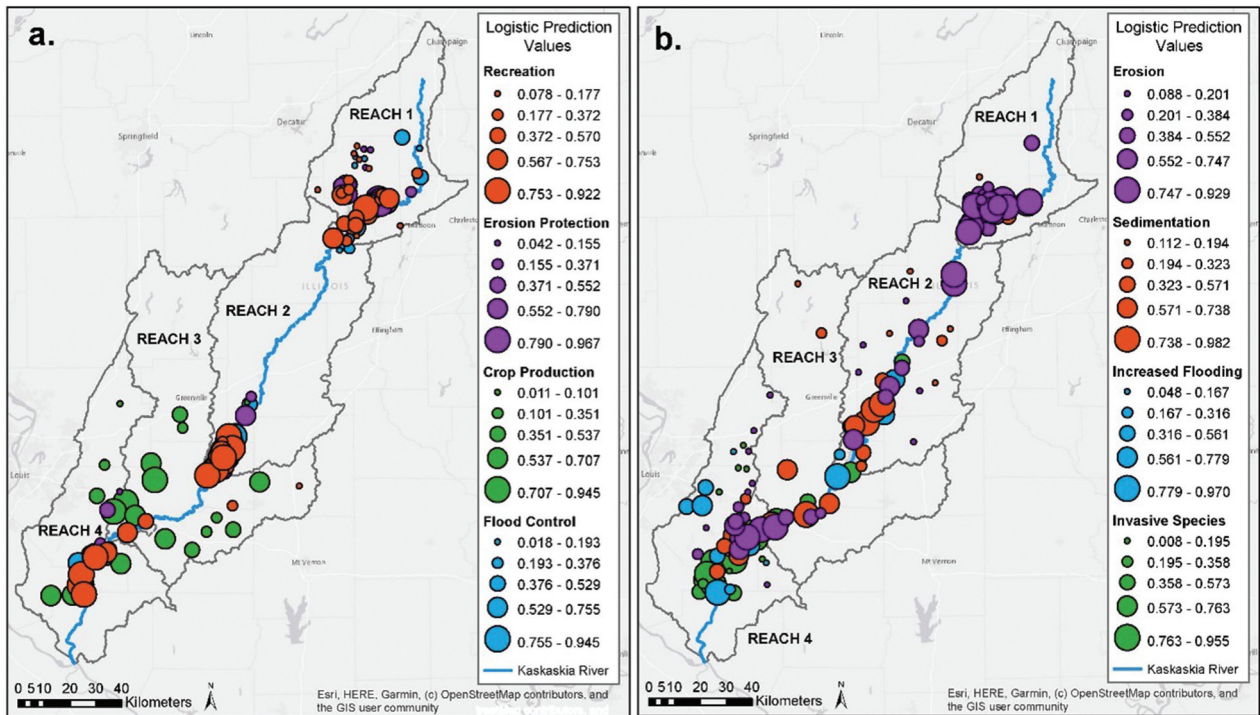 a.
Lincoln
Champaign
REACH 1
Decatur
Springfield
Mattoon
Charleston
ILLINOIS
REACH 2
Effingham
REACH 3
Greenville
Louis
REACH 4
Mt Vernon
0 5 10 20 30 40
Kilometers
N
Esri, HERE, Garmin, (c) OpenStreetMap contributors, and
the GIS user community
Logistic Prediction
Values
Recreation
0.078 - 0.177
0.177 - 0.372
0.372 - 0.570
0.567 - 0.753
0.753 - 0.922
Erosion Protection
0.042 - 0.155
0.155 - 0.371
0.371 - 0.552
0.552 - 0.790
0.790 - 0.967
Crop Production
0.011 - 0.101
0.101 - 0.351
0.351 - 0.537
0.537 - 0.707
0.707 - 0.945
Flood Control
0.018 - 0.193
0.193 - 0.376
0.376 - 0.529
0.529 - 0.755
0.755 - 0.945
Kaskaskia River
b.
Lincoln
Champaign
REACH 1
Decatur
Springfield
Mattoon
Charleston
REACH 2
Effingham
REACH 3
Greenville
Louis
Mt Vernon
REACH 4
0 5 10 20 30 40
Kilometers
N
Esri, HERE, Garmin, (c) OpenStreetMap contributors, and
the GIS user community
Logistic Prediction
Values
Erosion
0.088 - 0.201
0.201 - 0.384
0.384 - 0.552
0.552 - 0.747
0.747 - 0.929
Sedimentation
0.112 - 0.194
0.194 - 0.323
0.323 - 0.571
0.571 - 0.738
0.738 - 0.982
Increased Flooding
0.048 - 0.167
0.167 - 0.316
0.316 - 0.561
0.561 - 0.779
0.779 - 0.970
Invasive Species
0.008 - 0.195
0.195 - 0.358
0.358 - 0.573
0.573 - 0.763
0.763 - 0.955
Kaskaskia River